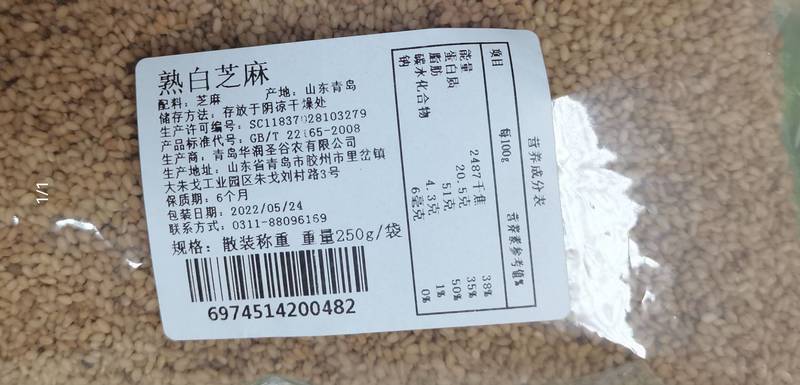 熟白芝麻
配料：芝麻 产地：山东青岛
储存方法：存放于阴凉干燥处
生产许可编号：SC11837028103279
产品标准代号：GB/T 22165-2008
生产商：青岛华润圣谷农有限公司
生产地址：山东省青岛市胶州市里岔镇
大朱戈工业园区朱戈刘村路3号
保质期：6个月
包装日期：2022/05/24
联系方式：0311-88096169
规格：散装称重 重量250g/袋
6974514200482
营养成分表
项目 每100g 营养素参考值%
能量 2487千焦 38%
蛋白质 20.5克 35%
脂肪 51克 50%
碳水化合物 4.3克 1%
钠 6毫克 0%
1/1